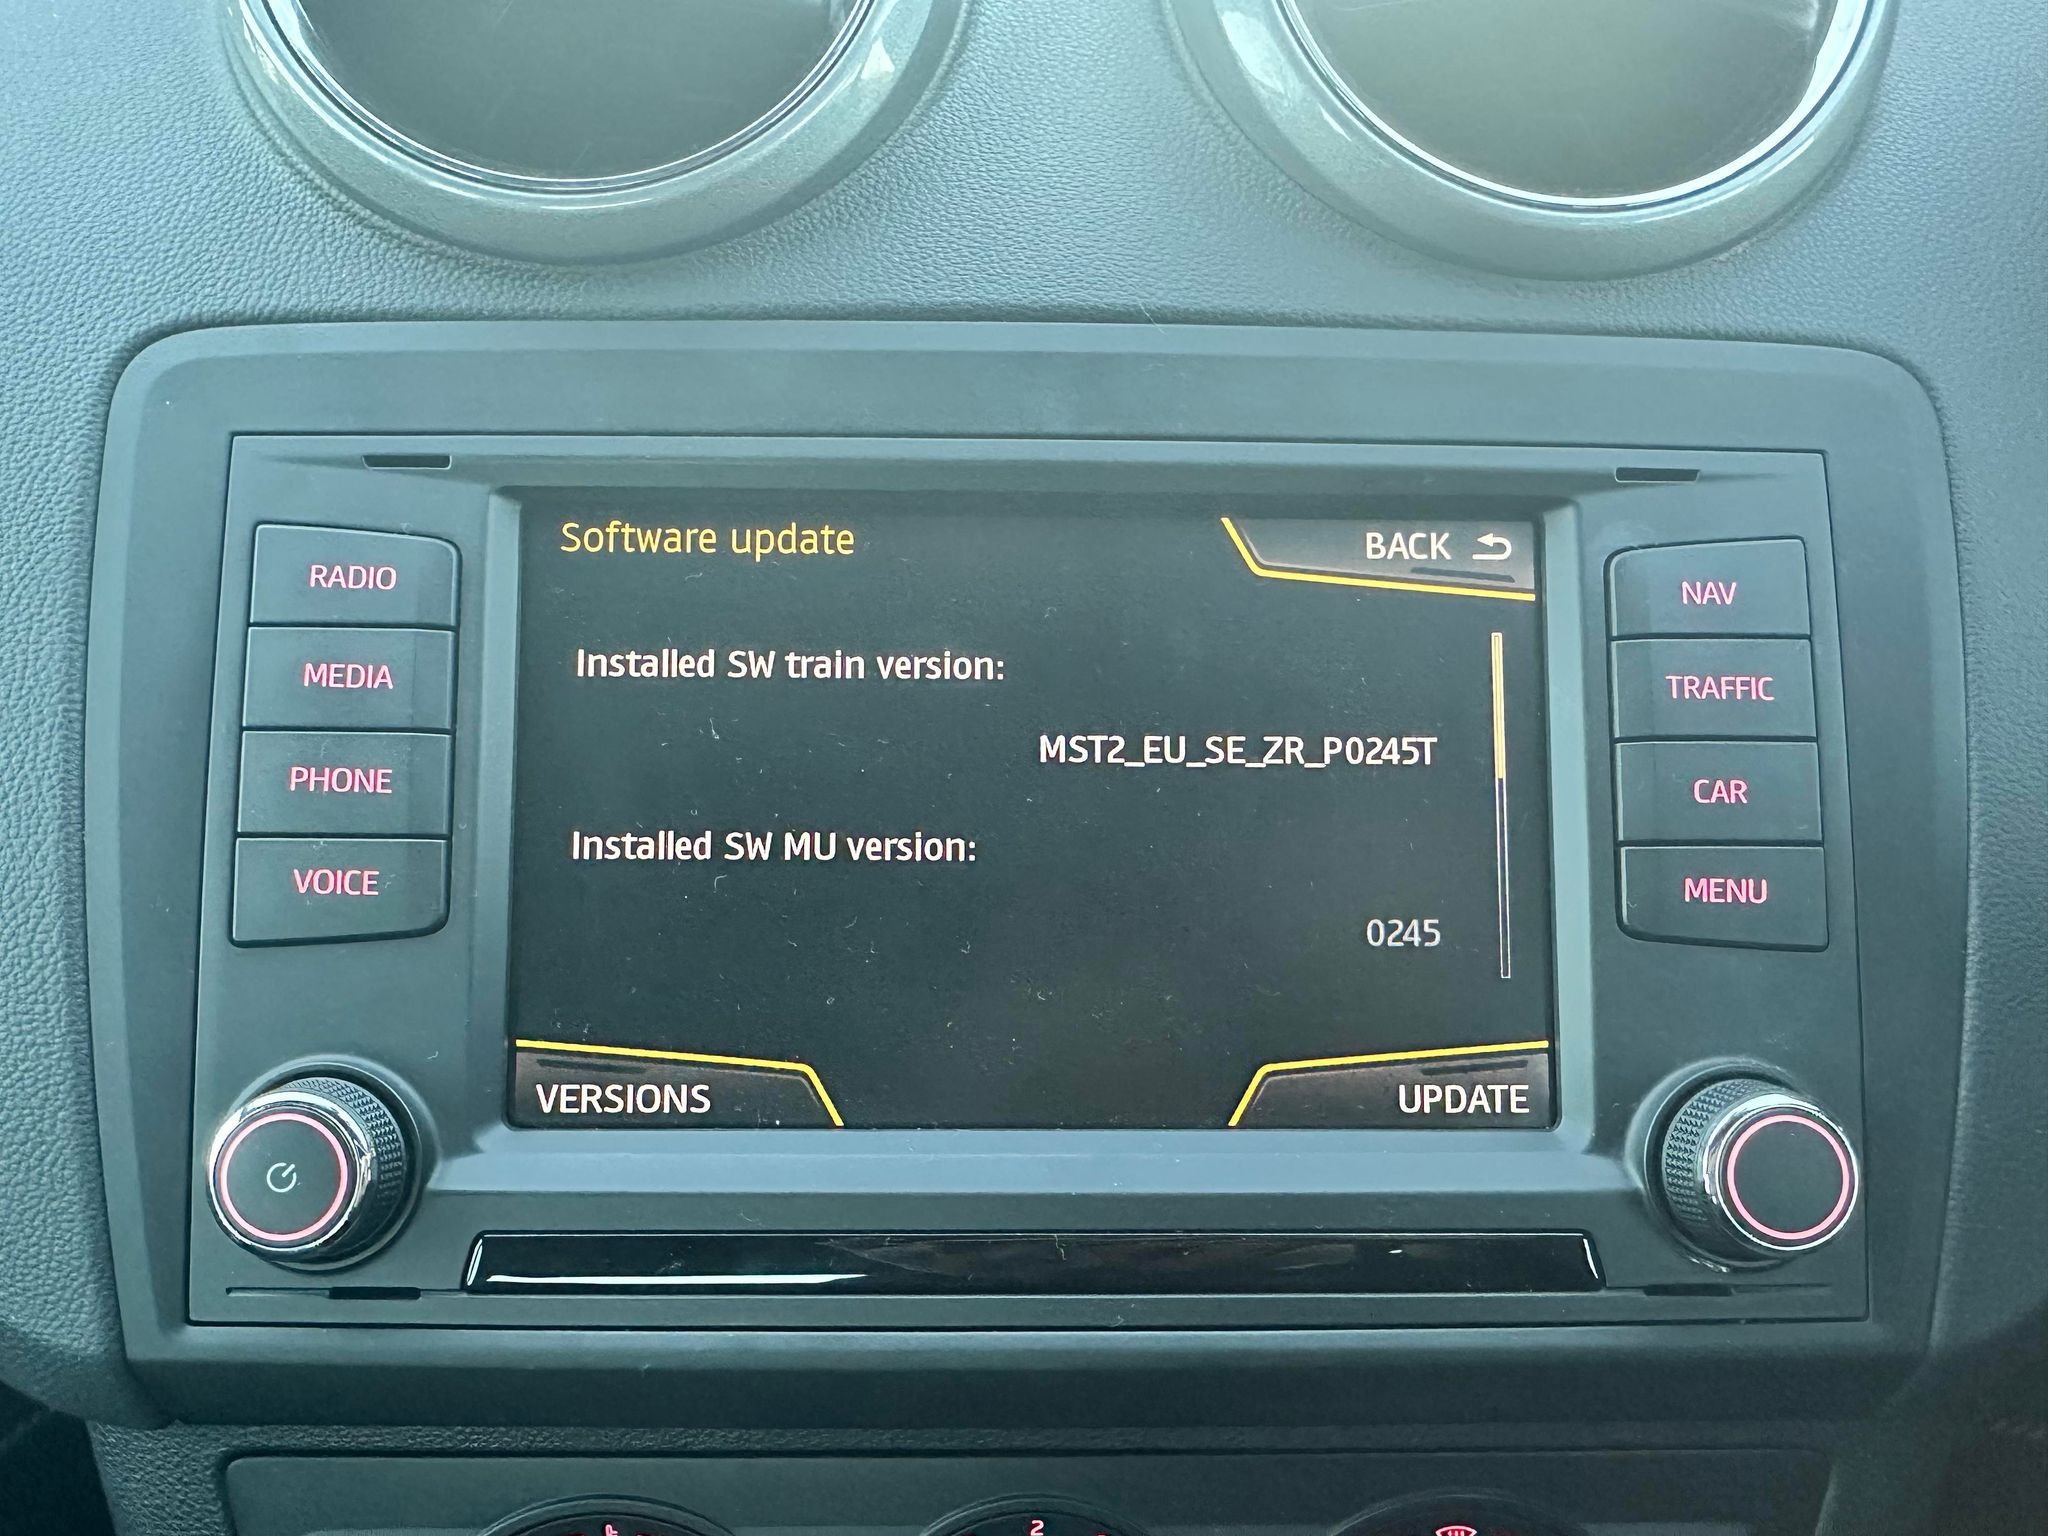 Software update
BACK
RADIO
MEDIA
PHONE
VOICE
Installed SW train version:
MST2_EU_SE_ZR_P0245T
Installed SW MU version:
0245
VERSIONS
UPDATE
NAV
TRAFFIC
CAR
MENU
2